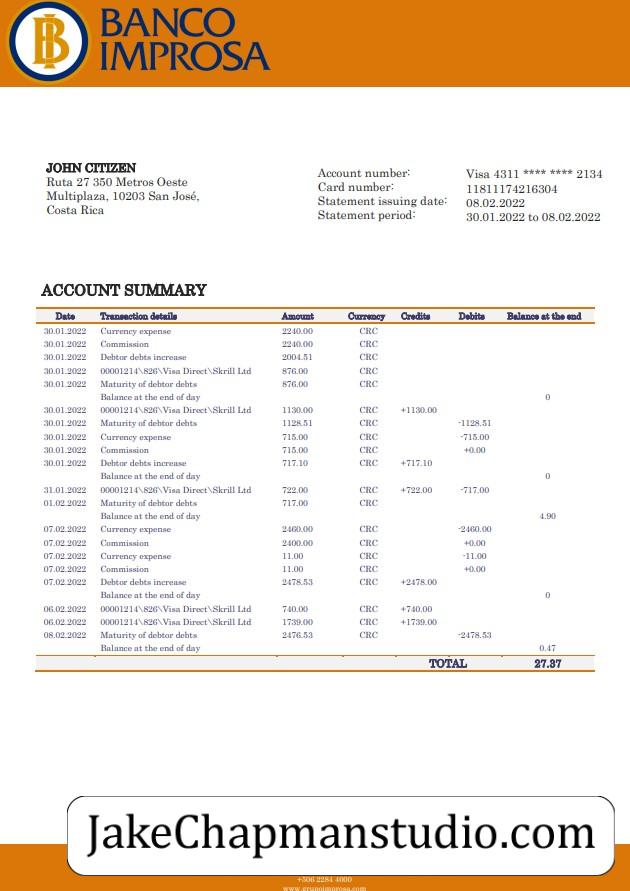 BANCO
IMPROSA
JOHN CITIZEN
Ruta 27 350 Metros Oeste
Multiplaza, 10203 San José,
Costa Rica
Account number: Visa 4311 **** **** 2134
Card number: 11811174216304
Statement issuing date: 08.02.2022
Statement period: 30.01.2022 to 08.02.2022
ACCOUNT SUMMARY
Date Transaction details Amount Currency Credits Debits Balance at the end
30.01.2022 Currency expense 2240.00 CRC
30.01.2022 Commission 2240.00 CRC
30.01.2022 Debtor debts increase 2004.51 CRC
30.01.2022 00001214\826\Visa Direct\Skrill Ltd 876.00 CRC
30.01.2022 Maturity of debtor debts 876.00 CRC
Balance at the end of day 0
30.01.2022 00001214\826\Visa Direct\Skrill Ltd 1130.00 CRC +1130.00
30.01.2022 Maturity of debtor debts 1128.51 CRC -1128.51
30.01.2022 Currency expense 715.00 CRC -715.00
30.01.2022 Commission 715.00 CRC +0.00
30.01.2022 Debtor debts increase 717.10 CRC +717.10
Balance at the end of day 0
31.01.2022 00001214\826\Visa Direct\Skrill Ltd 722.00 CRC +722.00 -717.00
01.02.2022 Maturity of debtor debts 717.00 CRC
Balance at the end of day 4.90
07.02.2022 Currency expense 2460.00 CRC -2460.00
07.02.2022 Commission 2400.00 CRC +0.00
07.02.2022 Currency expense 11.00 CRC -11.00
07.02.2022 Commission 11.00 CRC +0.00
07.02.2022 Debtor debts increase 2478.53 CRC +2478.00
Balance at the end of day 0
06.02.2022 00001214\826\Visa Direct\Skrill Ltd 740.00 CRC +740.00
06.02.2022 00001214\826\Visa Direct\Skrill Ltd 1739.00 CRC +1739.00
08.02.2022 Maturity of debtor debts 2476.53 CRC -2478.53
Balance at the end of day 0.47
TOTAL 27.37
JakeChapmanstudio.com
+506 2284 4000
www.grupoimprosa.com